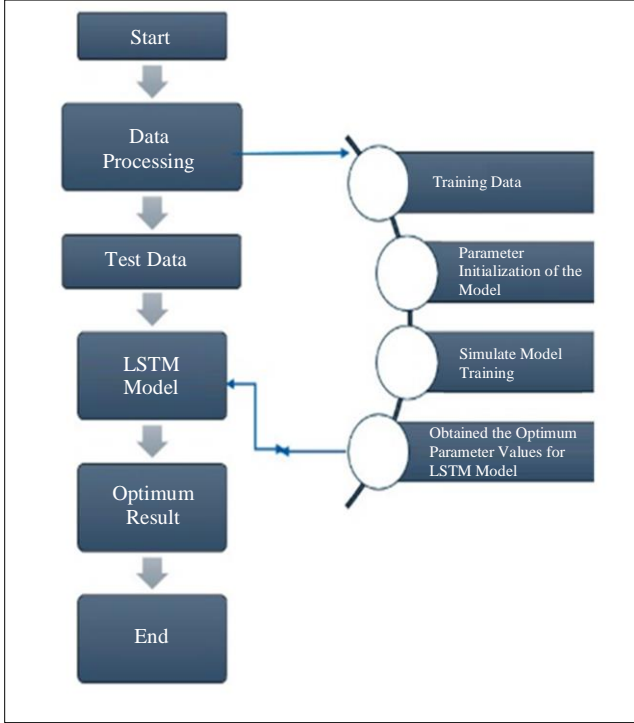 Start
Data
Processing
Test Data
LSTM
Model
Optimum
Result
End
Training Data
Parameter
Initialization of the
Model
Simulate Model
Training
Obtained the Optimum
Parameter Values for
LSTM Model